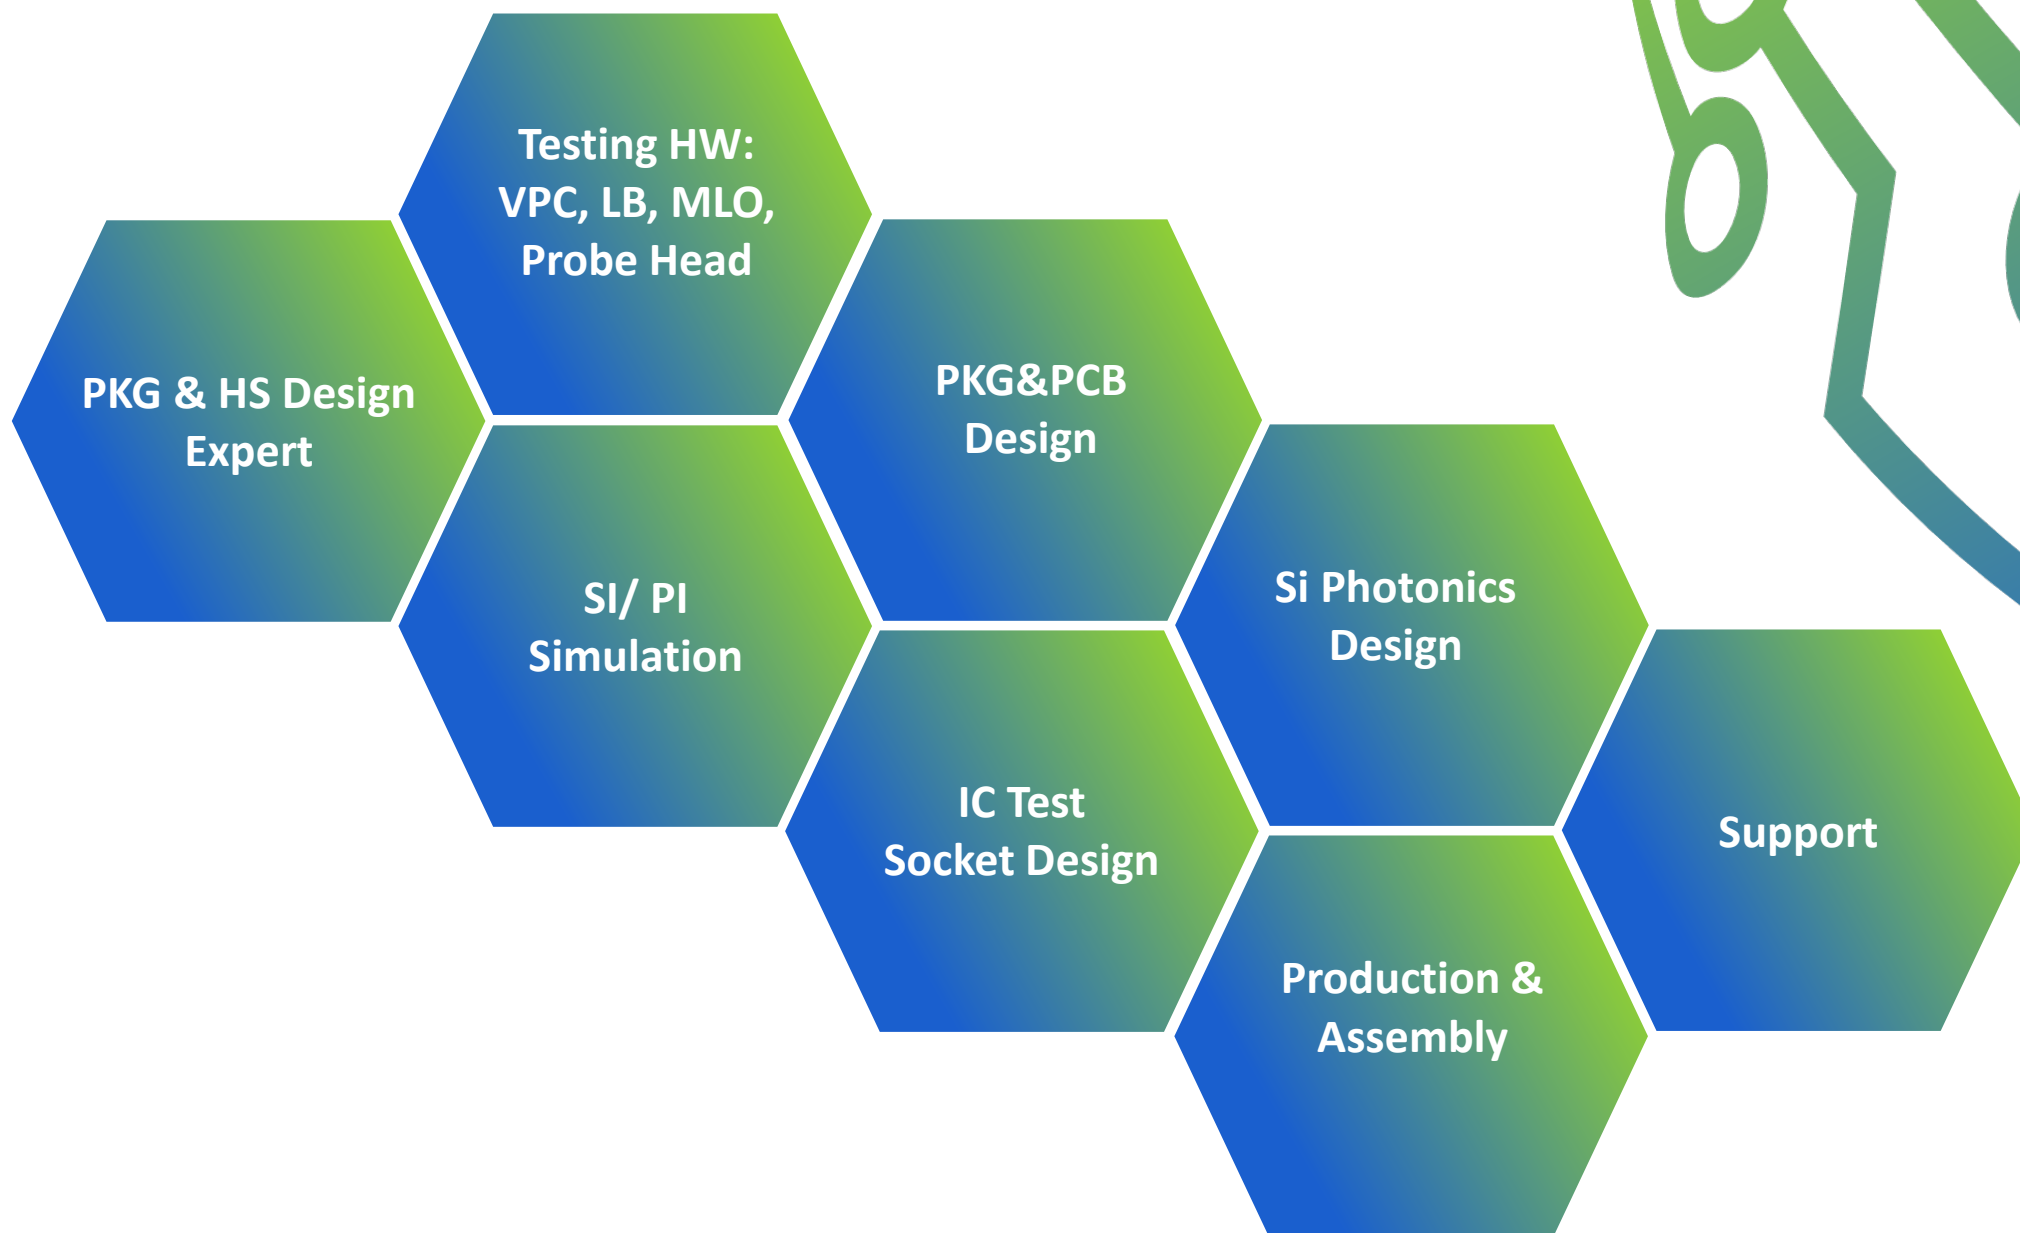 Testing HW:
VPC, LB, MLO,
Probe Head
PKG & HS Design
Expert
PKG&PCB
Design
SI/ PI
Simulation
Si Photonics
Design
IC Test
Socket Design
Support
Production &
Assembly